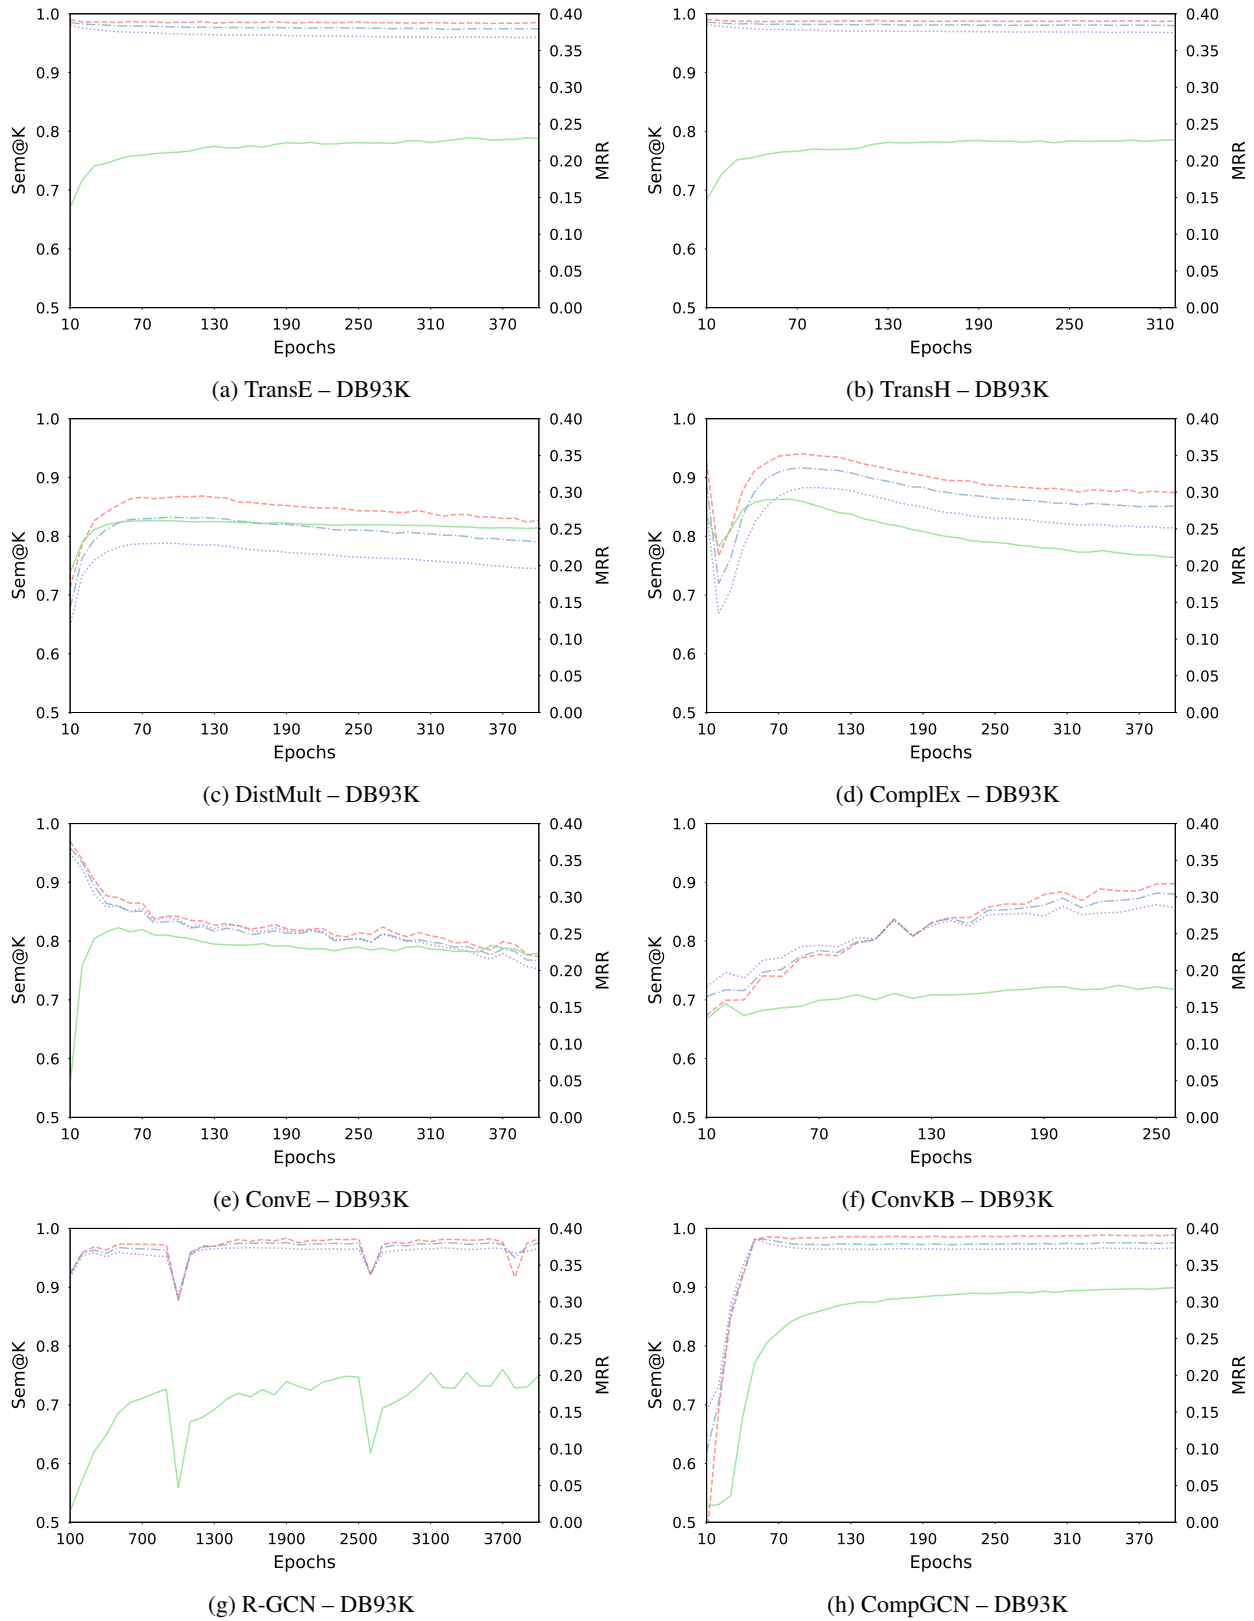 1.0 0.40 1.0 0.40
0.35 0.35
0.9 0.9
0.30 0.30
0.8 0.25 0.8 0.25
Sem@K 0.20 MRR Sem@K 0.20 MRR
0.7 0.15 0.7 0.15
0.10 0.10
0.6 0.6
0.05 0.05
0.5 0.00 0.5 0.00
10 70 130 190 250 310 370 10 70 130 190 250 310
Epochs Epochs
(a) TransE – DB93K (b) TransH – DB93K
1.0 0.40 1.0 0.40
0.35 0.35
0.9 0.9
0.30 0.30
0.8 0.25 0.8 0.25
Sem@K 0.20 MRR Sem@K 0.20 MRR
0.7 0.15 0.7 0.15
0.10 0.10
0.6 0.6
0.05 0.05
0.5 0.00 0.5 0.00
10 70 130 190 250 310 370 10 70 130 190 250 310 370
Epochs Epochs
(c) DistMult – DB93K (d) ComplEx – DB93K
1.0 0.40 1.0 0.40
0.35 0.35
0.9 0.9
0.30 0.30
0.8 0.25 0.8 0.25
Sem@K 0.20 MRR Sem@K 0.20 MRR
0.7 0.15 0.7 0.15
0.10 0.10
0.6 0.6
0.05 0.05
0.5 0.00 0.5 0.00
10 70 130 190 250 310 370 10 70 130 190 250
Epochs Epochs
(e) ConvE – DB93K (f) ConvKB – DB93K
1.0 0.40 1.0 0.40
0.35 0.35
0.9 0.9
0.30 0.30
0.8 0.25 0.8 0.25
Sem@K 0.20 MRR Sem@K 0.20 MRR
0.7 0.15 0.7 0.15
0.10 0.10
0.6 0.6
0.05 0.05
0.5 0.00 0.5 0.00
100 700 1300 1900 2500 3100 3700 10 70 130 190 250 310 370
Epochs Epochs
(g) R-GCN – DB93K (h) CompGCN – DB93K